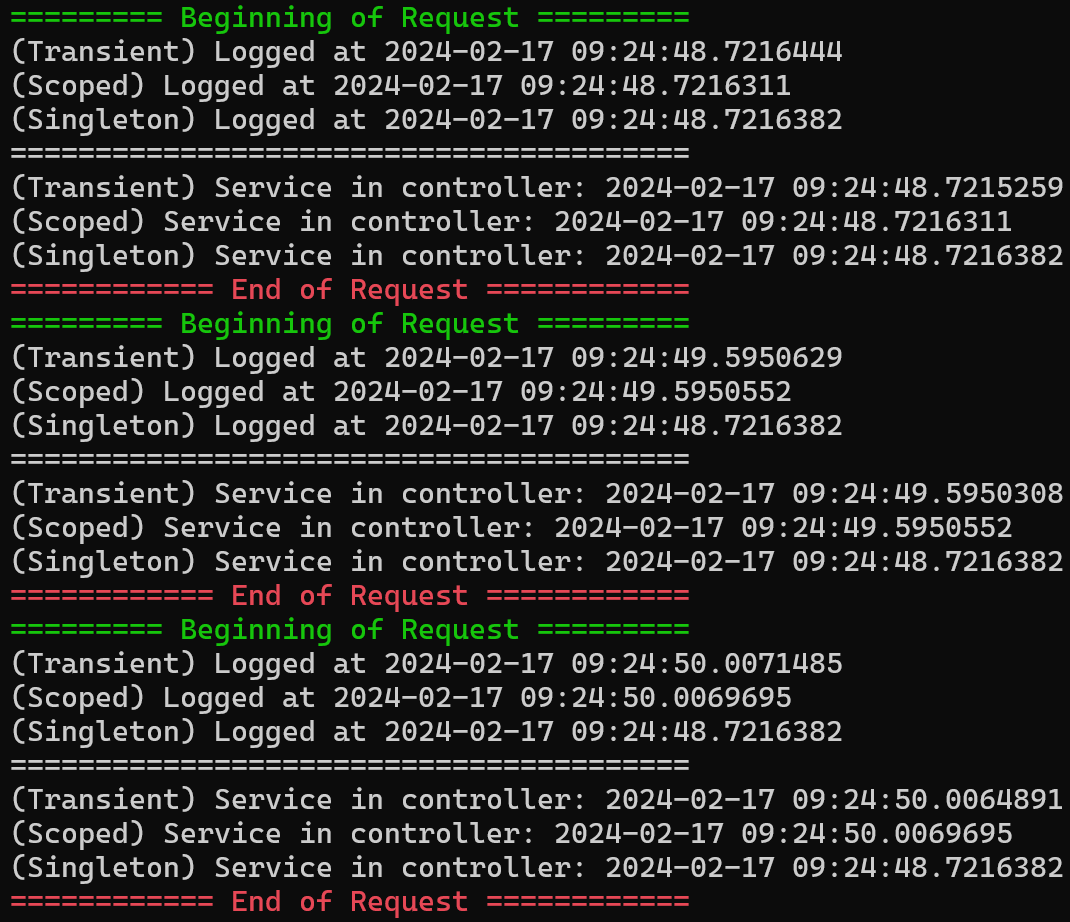 ========= Beginning of Request =========
(Transient) Logged at 2024-02-17 09:24:48.7216444
(Scoped) Logged at 2024-02-17 09:24:48.7216311
(Singleton) Logged at 2024-02-17 09:24:48.7216382
========================================
(Transient) Service in controller: 2024-02-17 09:24:48.7215259
(Scoped) Service in controller: 2024-02-17 09:24:48.7216311
(Singleton) Service in controller: 2024-02-17 09:24:48.7216382
============ End of Request ============
========= Beginning of Request =========
(Transient) Logged at 2024-02-17 09:24:49.5950629
(Scoped) Logged at 2024-02-17 09:24:49.5950552
(Singleton) Logged at 2024-02-17 09:24:48.7216382
========================================
(Transient) Service in controller: 2024-02-17 09:24:49.5950308
(Scoped) Service in controller: 2024-02-17 09:24:49.5950552
(Singleton) Service in controller: 2024-02-17 09:24:48.7216382
============ End of Request ============
========= Beginning of Request =========
(Transient) Logged at 2024-02-17 09:24:50.0071485
(Scoped) Logged at 2024-02-17 09:24:50.0069695
(Singleton) Logged at 2024-02-17 09:24:48.7216382
========================================
(Transient) Service in controller: 2024-02-17 09:24:50.0064891
(Scoped) Service in controller: 2024-02-17 09:24:50.0069695
(Singleton) Service in controller: 2024-02-17 09:24:48.7216382
============ End of Request ============